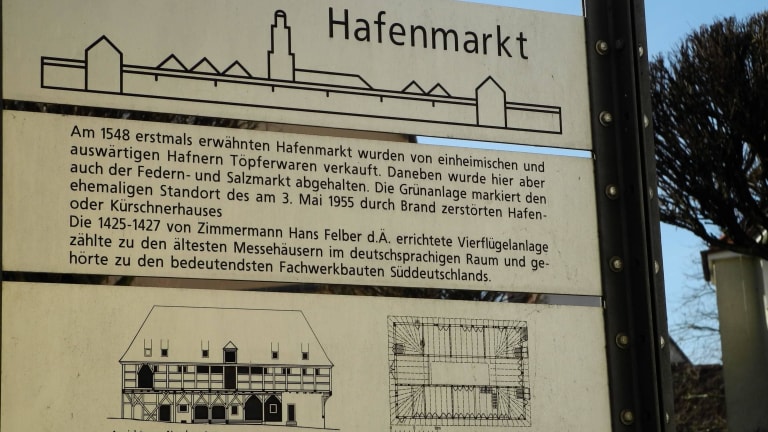 Hafenmarkt
Am 1548 erstmals erwähnten Hafenmarkt wurden von einheimischen und
auswärtigen Hafnern Töpferwaren verkauft. Daneben wurde hier aber
auch der Federn- und Salzmarkt abgehalten. Die Grünanlage markiert den
ehemaligen Standort des am 3. Mai 1955 durch Brand zerstörten Hafen-
oder Kürschnerhauses
Die 1425-1427 von Zimmermann Hans Felber d.Ä. errichtete Vierflügelanlage
zählte zu den ältesten Messehäusern im deutschsprachigen Raum und ge-
hörte zu den bedeutendsten Fachwerkbauten Süddeutschlands.